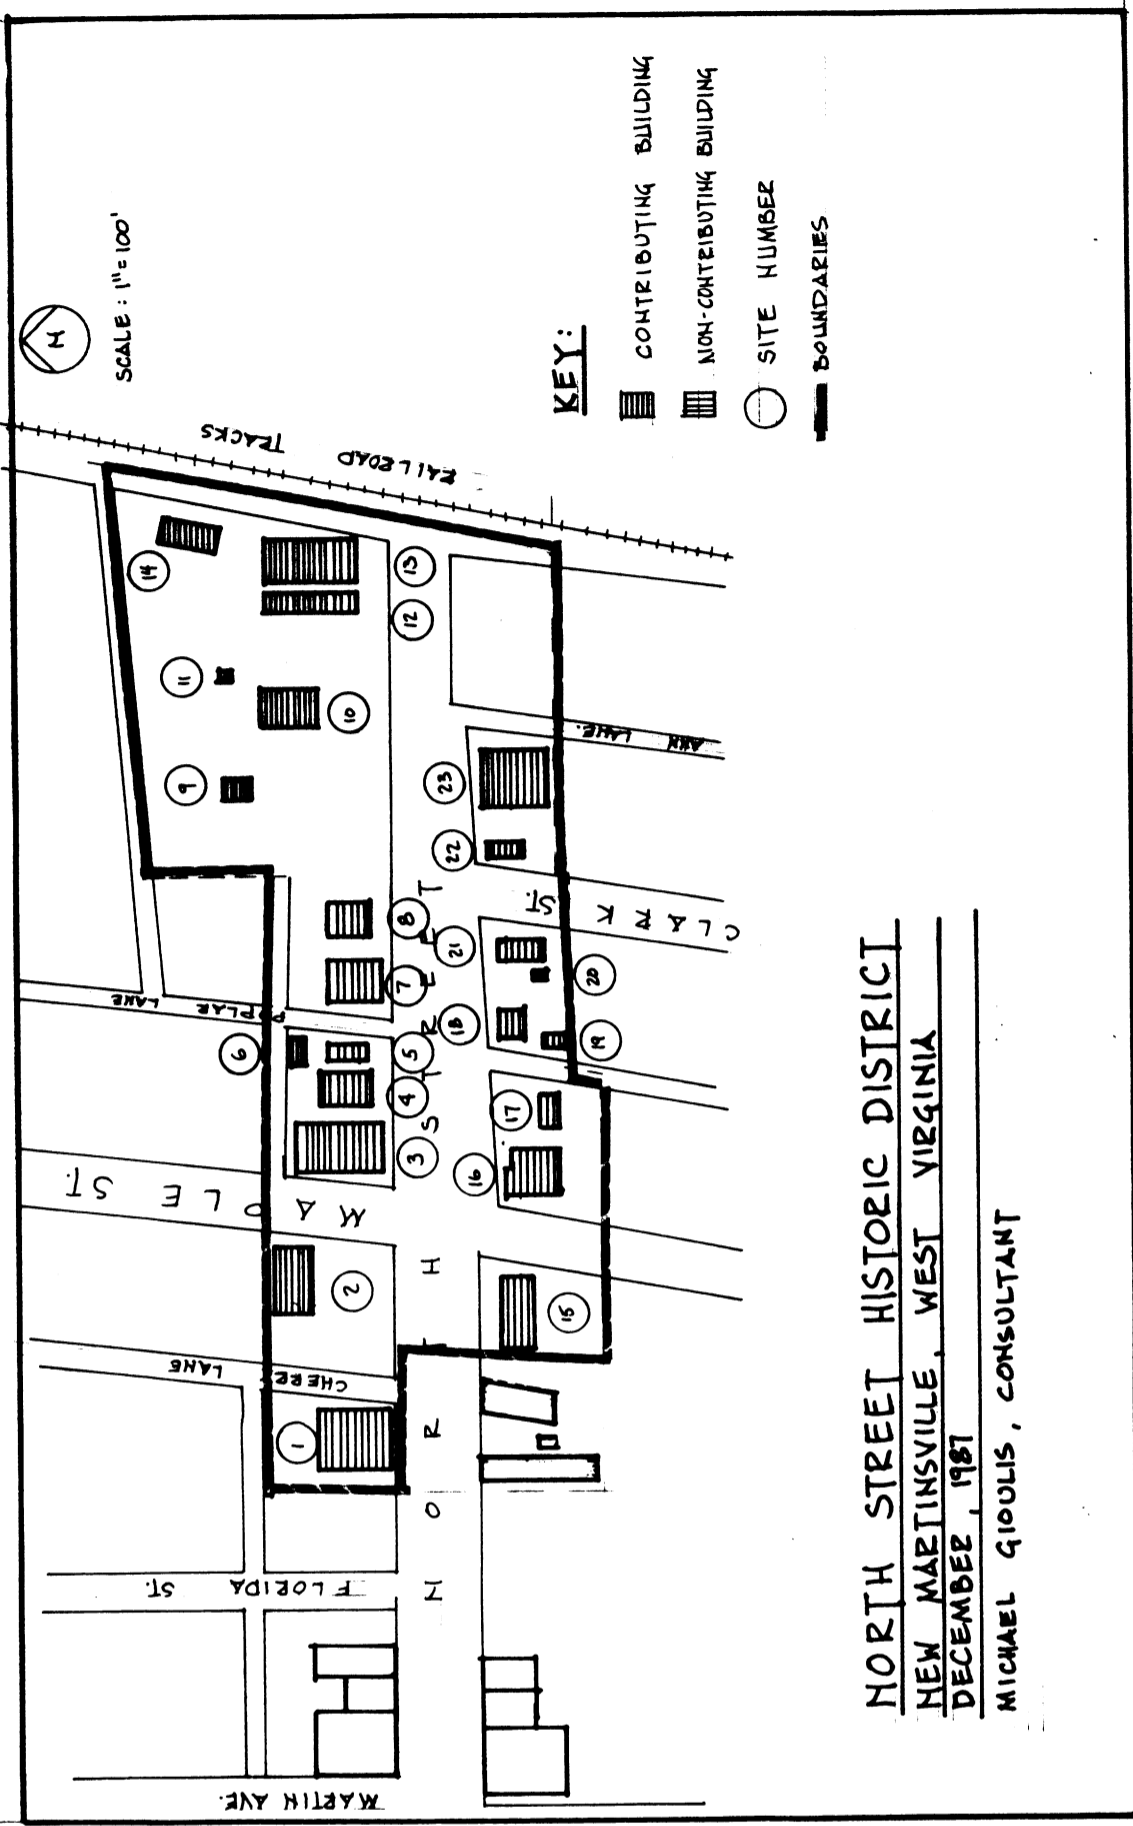 N
SCALE : 1"=100'
RAILROAD TRACKS
KEY:
CONTRIBUTING BUILDING
NON-CONTRIBUTING BUILDING
SITE NUMBER
BOUNDARIES
14
13
12
11
10
9
23
22
8
21
7
20
18
6
5
19
4
17
3
16
2
15
1
ANN LANE.
CLARK ST.
POPLAR LANE
MAPLE ST.
CHERR LANE
NORTH STREET
FLORIDA ST.
MARTIN AVE.
NORTH STREET HISTORIC DISTRICT
NEW MARTINSVILLE, WEST VIRGINIA
DECEMBER, 1987
MICHAEL GIOULIS, CONSULTANT